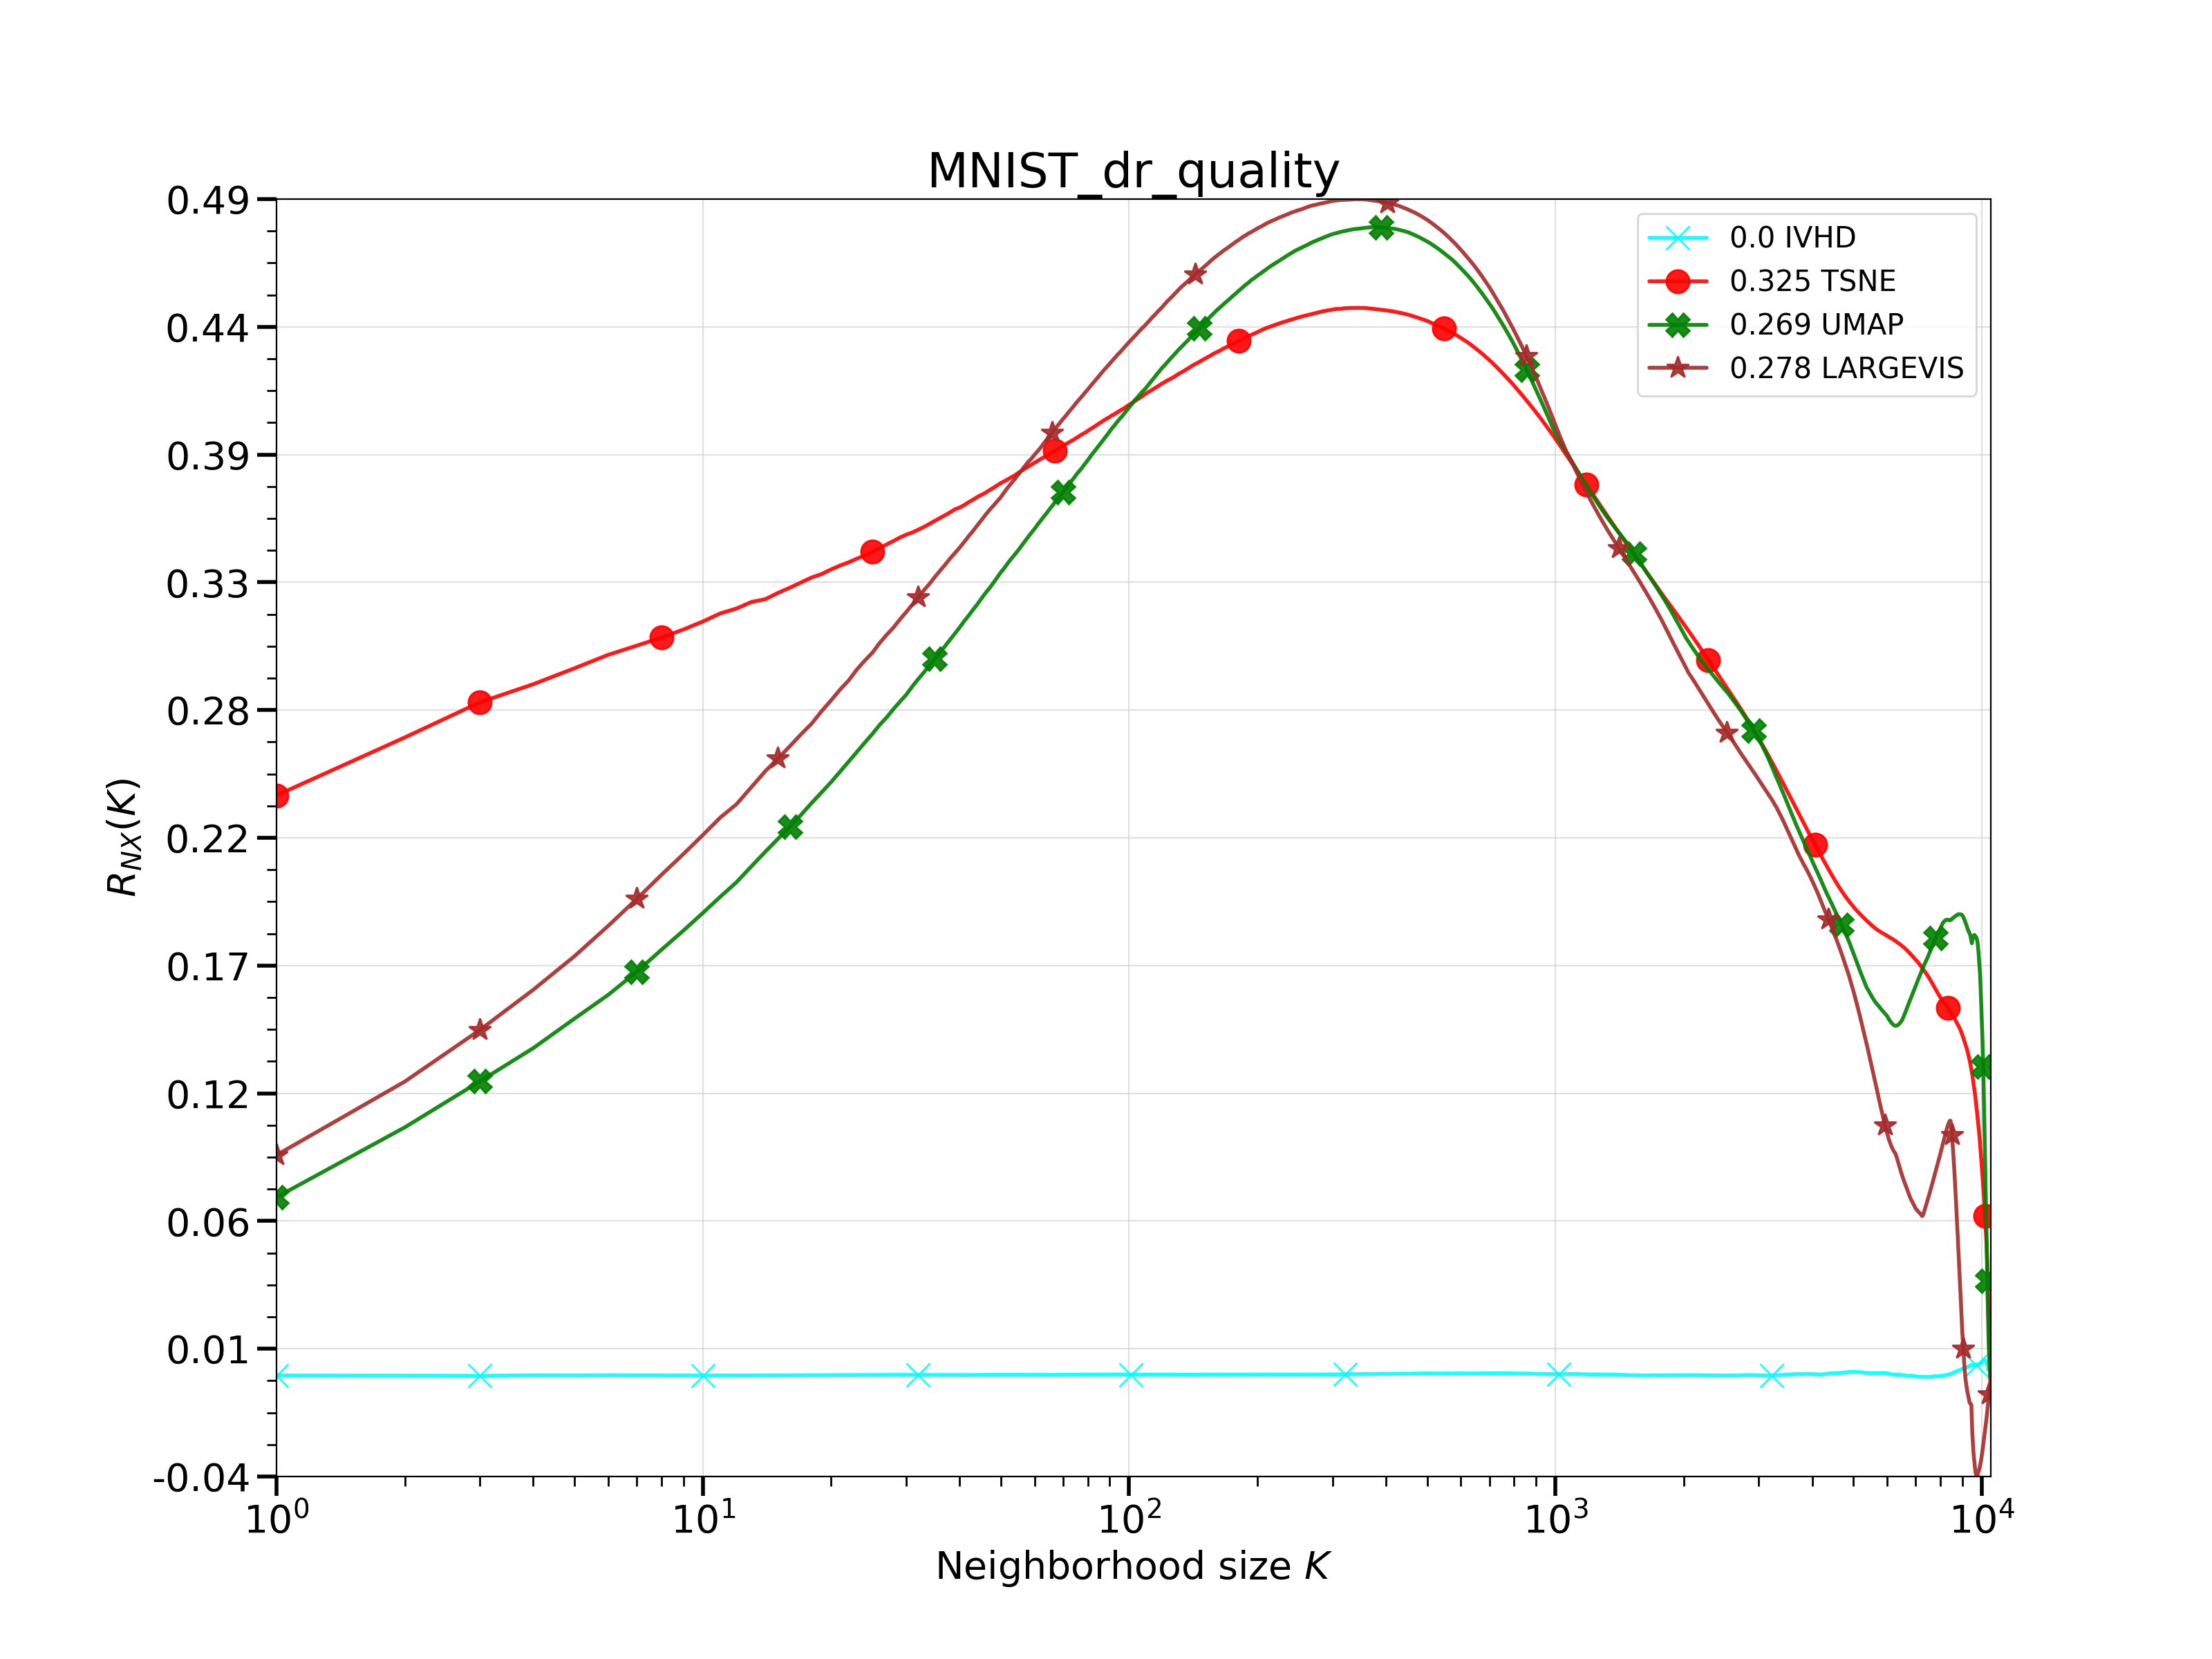 MNIST_dr_quality
0.49
0.44
0.39
0.33
0.28
0.22
0.17
0.12
0.06
0.01
-0.04
R_{NX}(K)
0.0 IVHD
0.325 TSNE
0.269 UMAP
0.278 LARGEVIS
10^0 10^1 10^2 10^3 10^4
Neighborhood size K